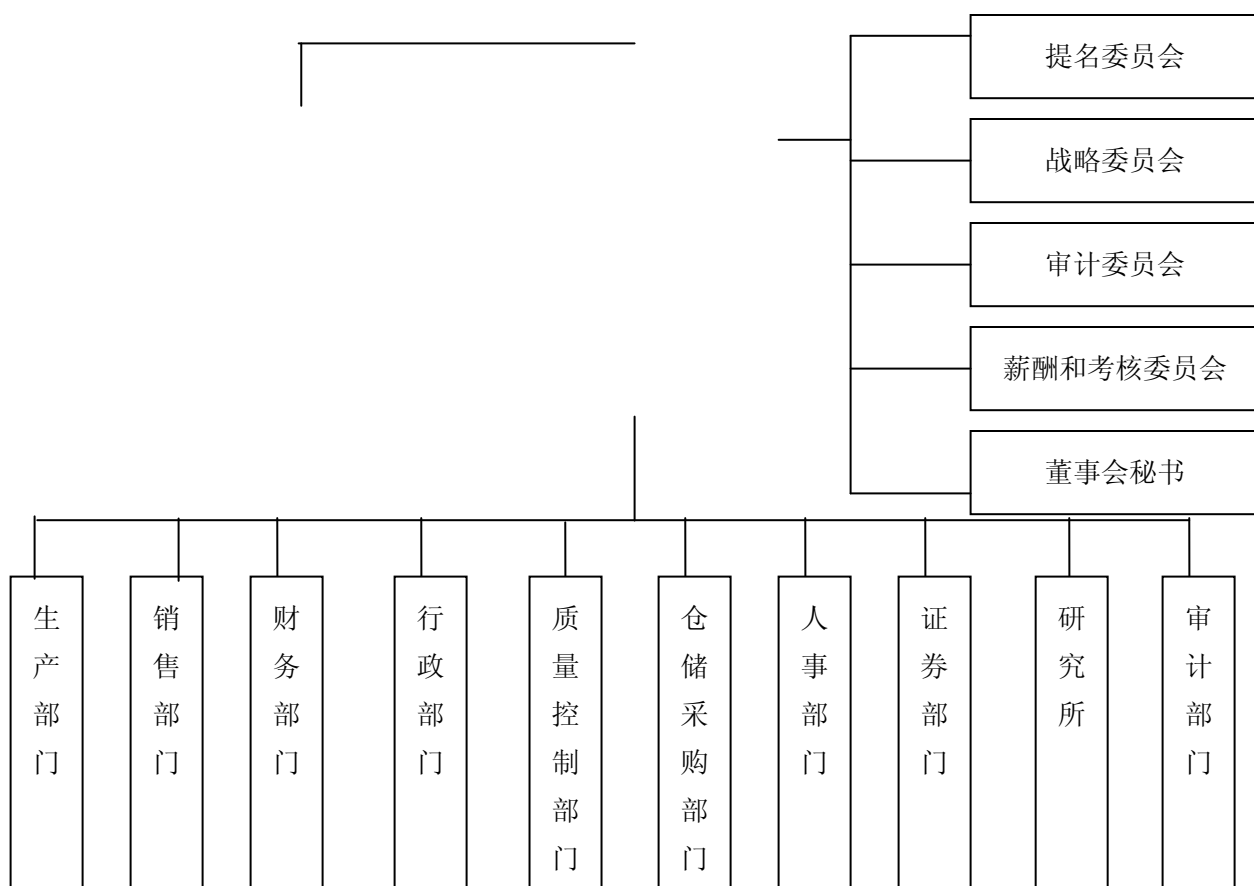 提名委员会
战略委员会
审计委员会
薪酬和考核委员会
董事会秘书
生产部门
销售部门
财务部门
行政部门
质量控制部门
仓储采购部门
人事部门
证券部门
研究所
审计部门